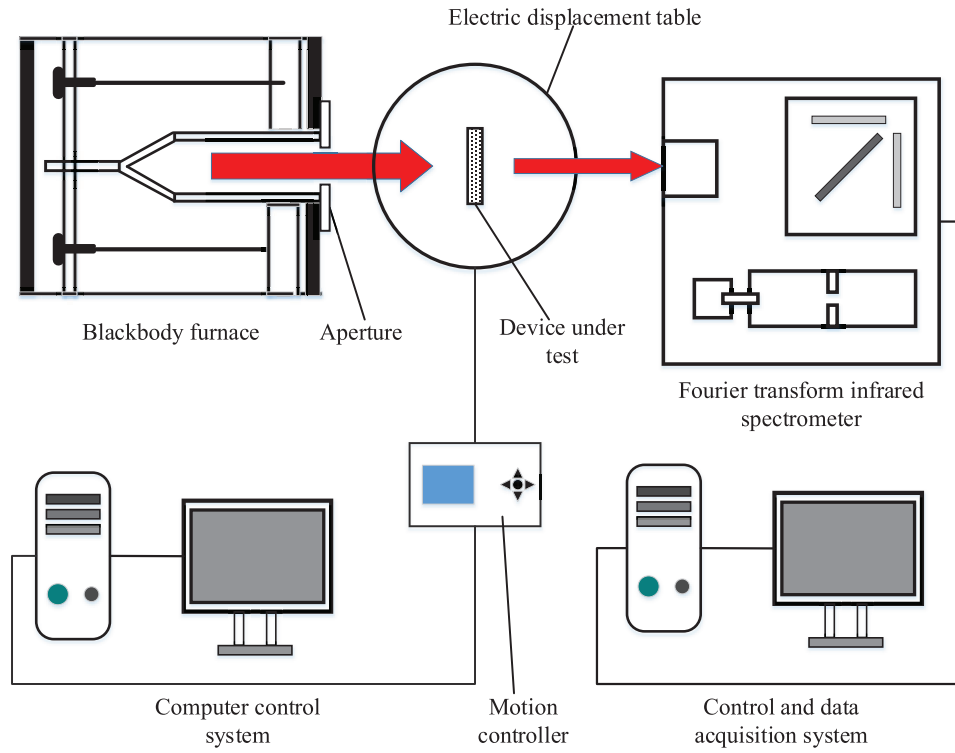 Electric displacement table
Blackbody furnace
Aperture
Device under
test
Fourier transform infrared
spectrometer
Computer control
system
Motion
controller
Control and data
acquisition system